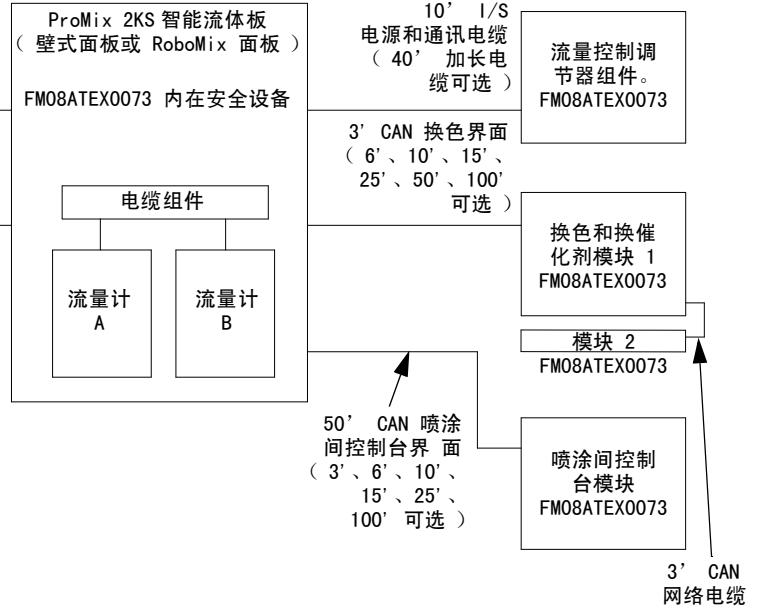 ProMix 2KS 智能流体板
（ 壁式面板或 RoboMix 面板 ）
FM08ATEX0073 内在安全设备
电缆组件
流量计
A
流量计
B
10’ I/S
电源和通讯电缆
（ 40’ 加长电
缆可选 ）
流量控制调
节器组件。
FM08ATEX0073
3' CAN 换色界面
（ 6'、10'、15'、
25'、50'、100'
可选 ）
换色和换催
化剂模块 1
FM08ATEX0073
模块 2
FM08ATEX0073
50’ CAN 喷涂
间控制台界 面
（ 3'、6'、10'、
15'、25'、
100' 可选 ）
喷涂间控制
台模块
FM08ATEX0073
3’ CAN
网络电缆